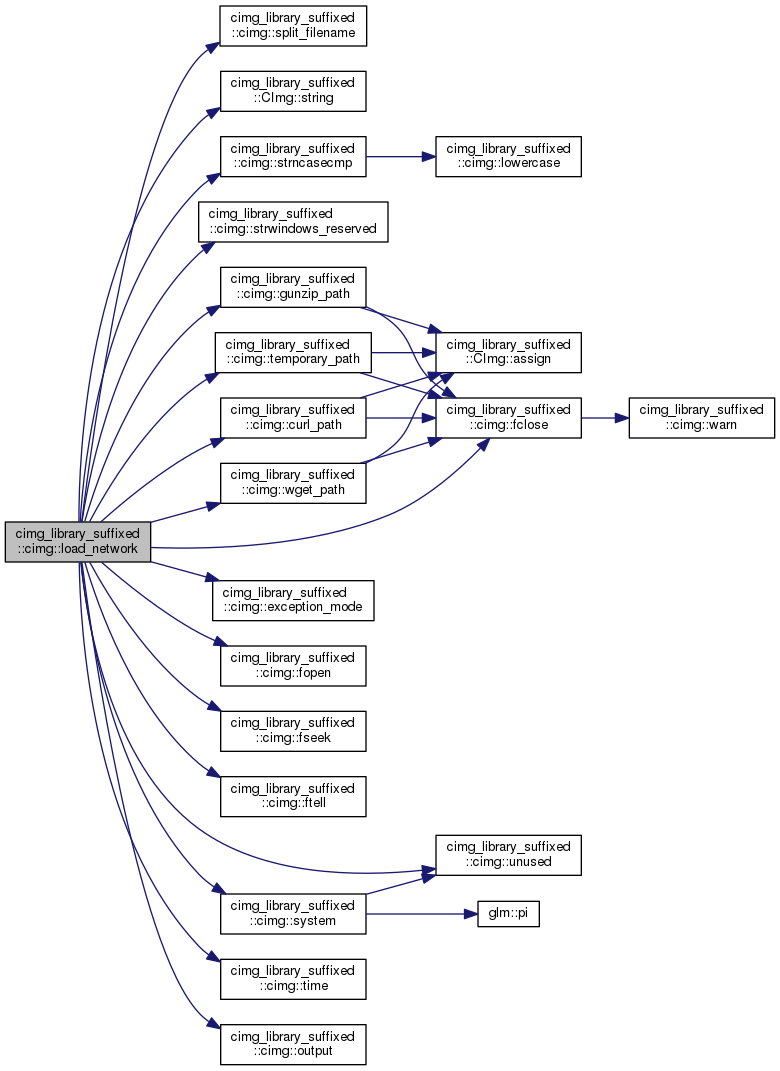 cimg_library_suffixed
::cimg::split_filename
cimg_library_suffixed
::CImg::string
cimg_library_suffixed
::cimg::strncasecmp
cimg_library_suffixed
::cimg::lowercase
cimg_library_suffixed
::cimg::strwindows_reserved
cimg_library_suffixed
::cimg::gunzip_path
cimg_library_suffixed
::cimg::temporary_path
cimg_library_suffixed
::CImg::assign
cimg_library_suffixed
::cimg::curl_path
cimg_library_suffixed
::cimg::fclose
cimg_library_suffixed
::cimg::warn
cimg_library_suffixed
::cimg::wget_path
cimg_library_suffixed
::cimg::load_network
cimg_library_suffixed
::cimg::exception_mode
cimg_library_suffixed
::cimg::fopen
cimg_library_suffixed
::cimg::fseek
cimg_library_suffixed
::cimg::ftell
cimg_library_suffixed
::cimg::unused
cimg_library_suffixed
::cimg::system
glm::pi
cimg_library_suffixed
::cimg::time
cimg_library_suffixed
::cimg::output